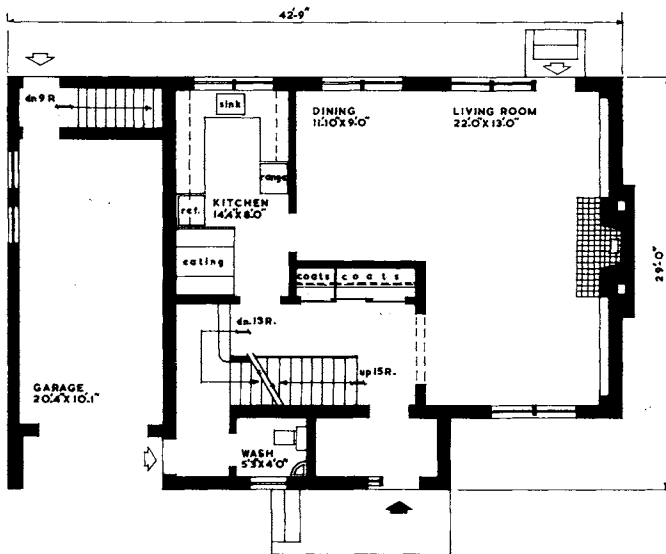 42'-9"
dn 9 R.
sink
DINING
11'.10"X9'.0"
LIVING ROOM
22'.0"X13'.0"
range
ref.
KITCHEN
14'.4"X8'.0"
eating
coats
coats
29'-0"
dn.13R.
up15R.
GARAGE
20'.4"X10'.1"
WASH
5'.3"X4'.0"